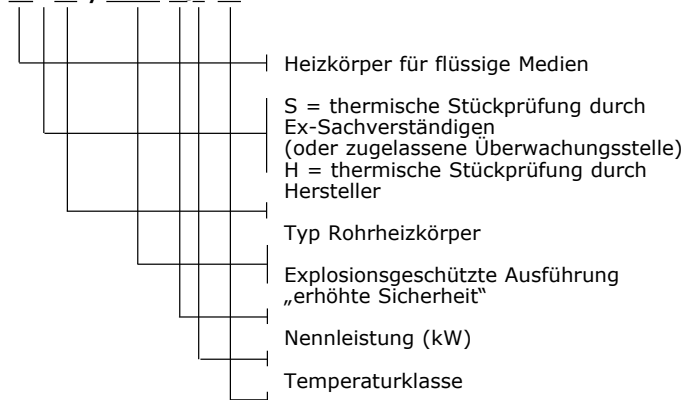 Heizkörper für flüssige Medien
S = thermische Stückprüfung durch
Ex-Sachverständigen
(oder zugelassene Überwachungsstelle)
H = thermische Stückprüfung durch
Hersteller
Typ Rohrheizkörper
Explosionsgeschützte Ausführung
„erhöhte Sicherheit“
Nennleistung (kW)
Temperaturklasse